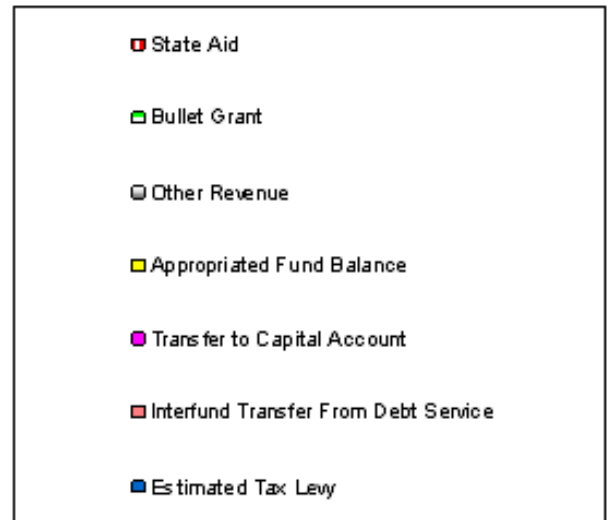 State Aid
Bullet Grant
Other Revenue
Appropriated Fund Balance
Transfer to Capital Account
Interfund Transfer From Debt Service
Estimated Tax Levy